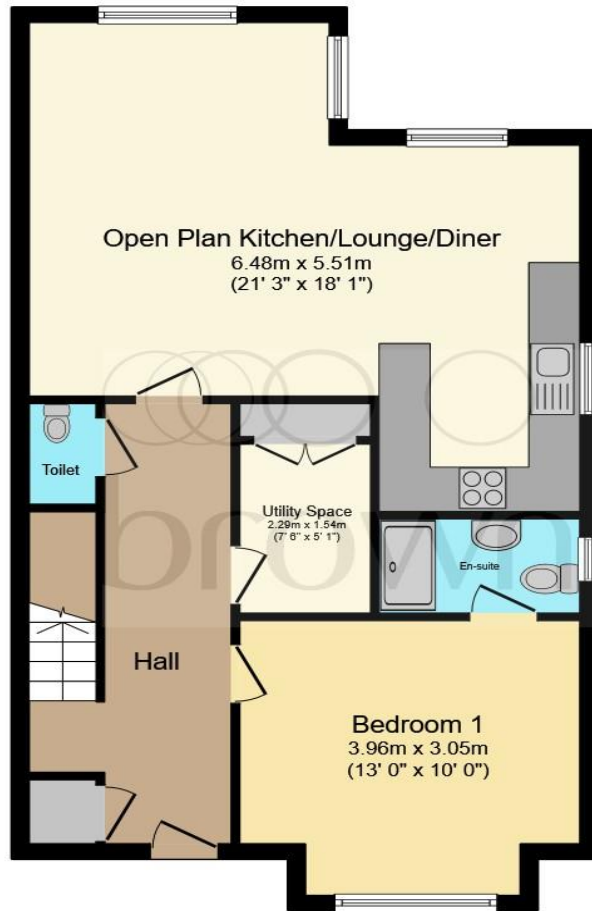 Open Plan Kitchen/Lounge/Diner
6.48m x 5.51m
(21' 3" x 18' 1")
Toilet
Utility Space
2.29m x 1.54m
(7' 6" x 5' 1")
En-suite
brown
Hall
Bedroom 1
3.96m x 3.05m
(13' 0" x 10' 0")